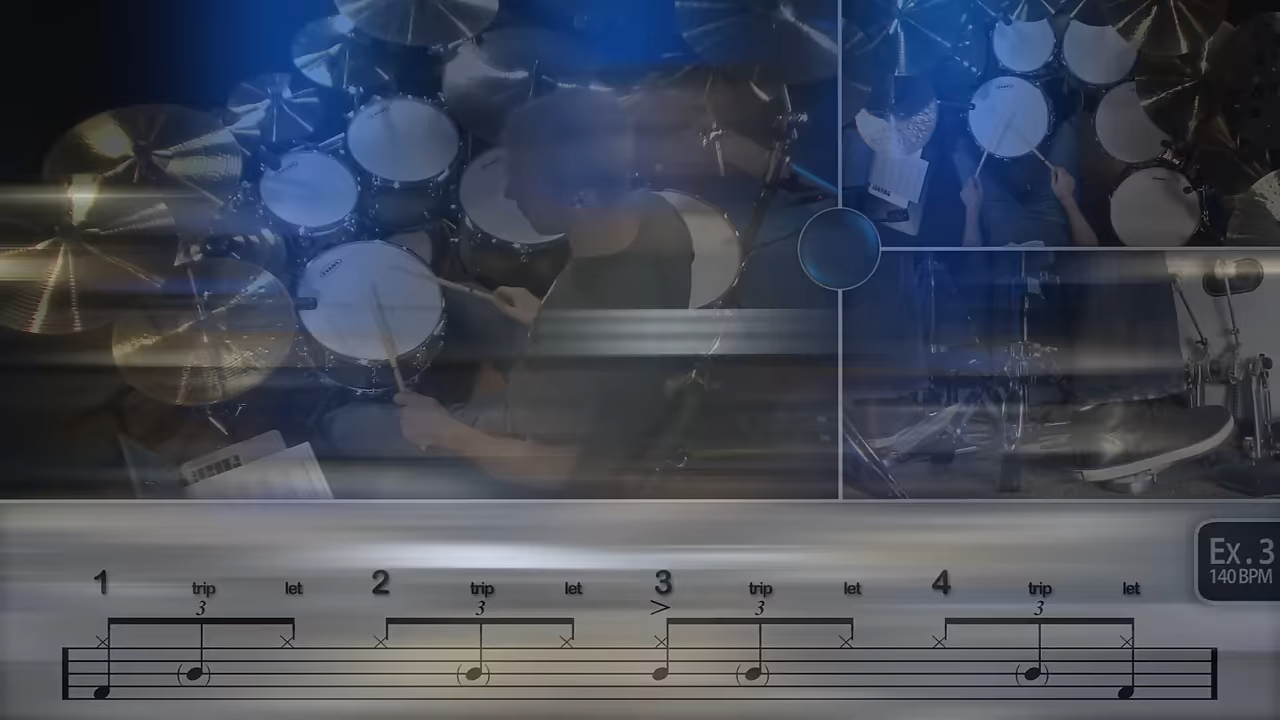 Ex. 3
140 BPM
1 trip let 2 trip let 3 trip let 4 trip let
3 3 3 3